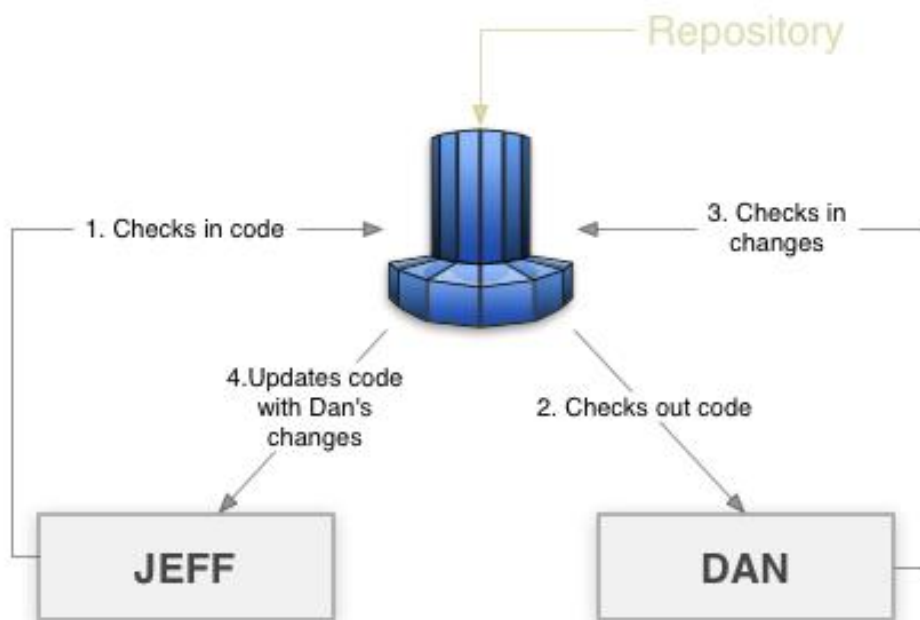 Repository
1. Checks in code
3. Checks in
changes
4.Updates code
with Dan's
changes
2. Checks out code
JEFF
DAN